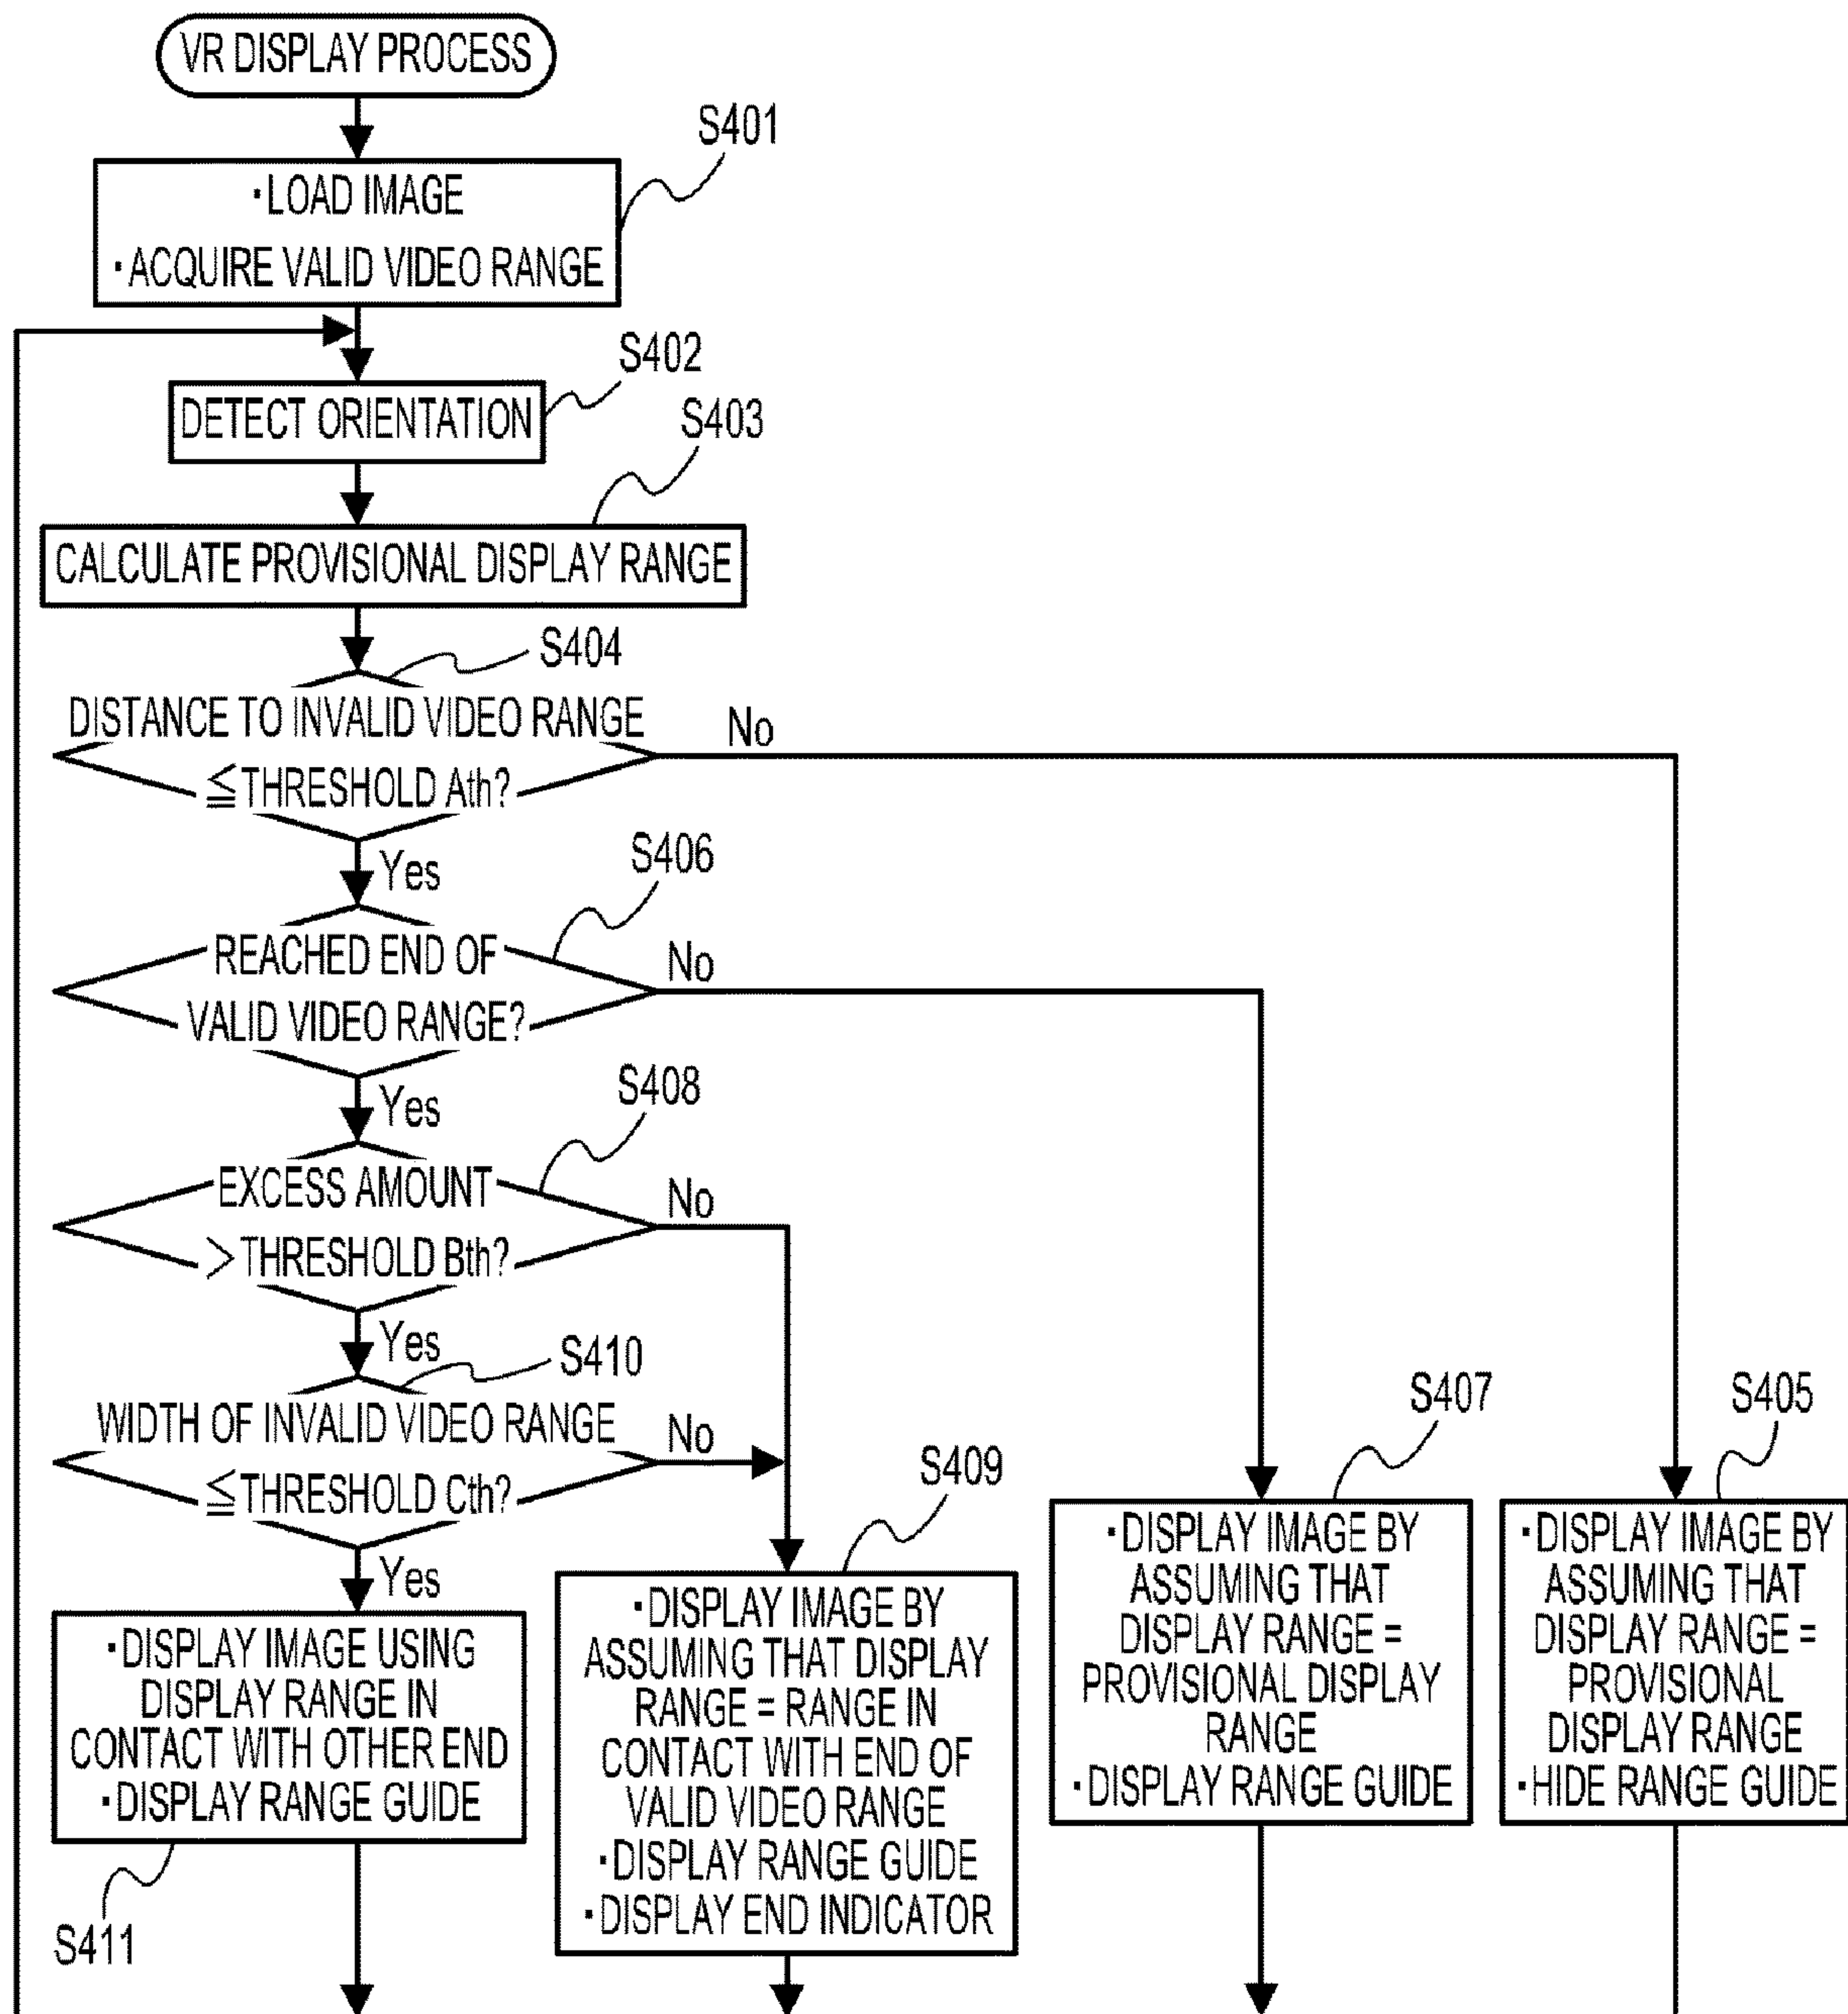 VR DISPLAY PROCESS
S401
·LOAD IMAGE
·ACQUIRE VALID VIDEO RANGE
S402
DETECT ORIENTATION
S403
CALCULATE PROVISIONAL DISPLAY RANGE
S404
DISTANCE TO INVALID VIDEO RANGE
≦THRESHOLD Ath?
No
Yes
S406
REACHED END OF
VALID VIDEO RANGE?
No
Yes
S408
EXCESS AMOUNT
>THRESHOLD Bth?
No
Yes
S410
WIDTH OF INVALID VIDEO RANGE
≦THRESHOLD Cth?
No
Yes
S411
·DISPLAY IMAGE USING
DISPLAY RANGE IN
CONTACT WITH OTHER END
·DISPLAY RANGE GUIDE
S409
·DISPLAY IMAGE BY
ASSUMING THAT DISPLAY
RANGE = RANGE IN
CONTACT WITH END OF
VALID VIDEO RANGE
·DISPLAY RANGE GUIDE
·DISPLAY END INDICATOR
S407
·DISPLAY IMAGE BY
ASSUMING THAT
DISPLAY RANGE =
PROVISIONAL DISPLAY
RANGE
·DISPLAY RANGE GUIDE
S405
·DISPLAY IMAGE BY
ASSUMING THAT
DISPLAY RANGE =
PROVISIONAL
DISPLAY RANGE
·HIDE RANGE GUIDE